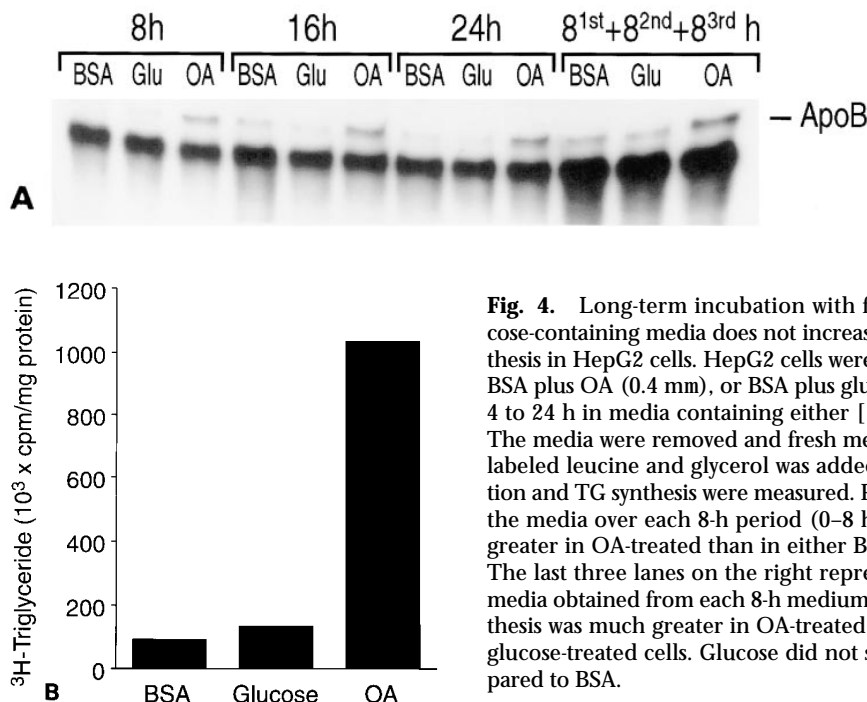 8h 16h 24h 8¹ˢᵗ+8²ⁿᵈ+8³ʳᵈ h
BSA Glu OA BSA Glu OA BSA Glu OA BSA Glu OA
– ApoB
A
³H-Triglyceride (10³ x cpm/mg protein)
1200
1000
800
600
400
200
0
BSA Glucose OA
B
Fig. 4. Long-term incubation with f
cose-containing media does not increas
thesis in HepG2 cells. HepG2 cells were
BSA plus OA (0.4 mm), or BSA plus glu
4 to 24 h in media containing either [
The media were removed and fresh me
labeled leucine and glycerol was added
tion and TG synthesis were measured.
the media over each 8-h period (0–8 h
greater in OA-treated than in either B
The last three lanes on the right repre
media obtained from each 8-h medium
thesis was much greater in OA-treated
glucose-treated cells. Glucose did not s
pared to BSA.